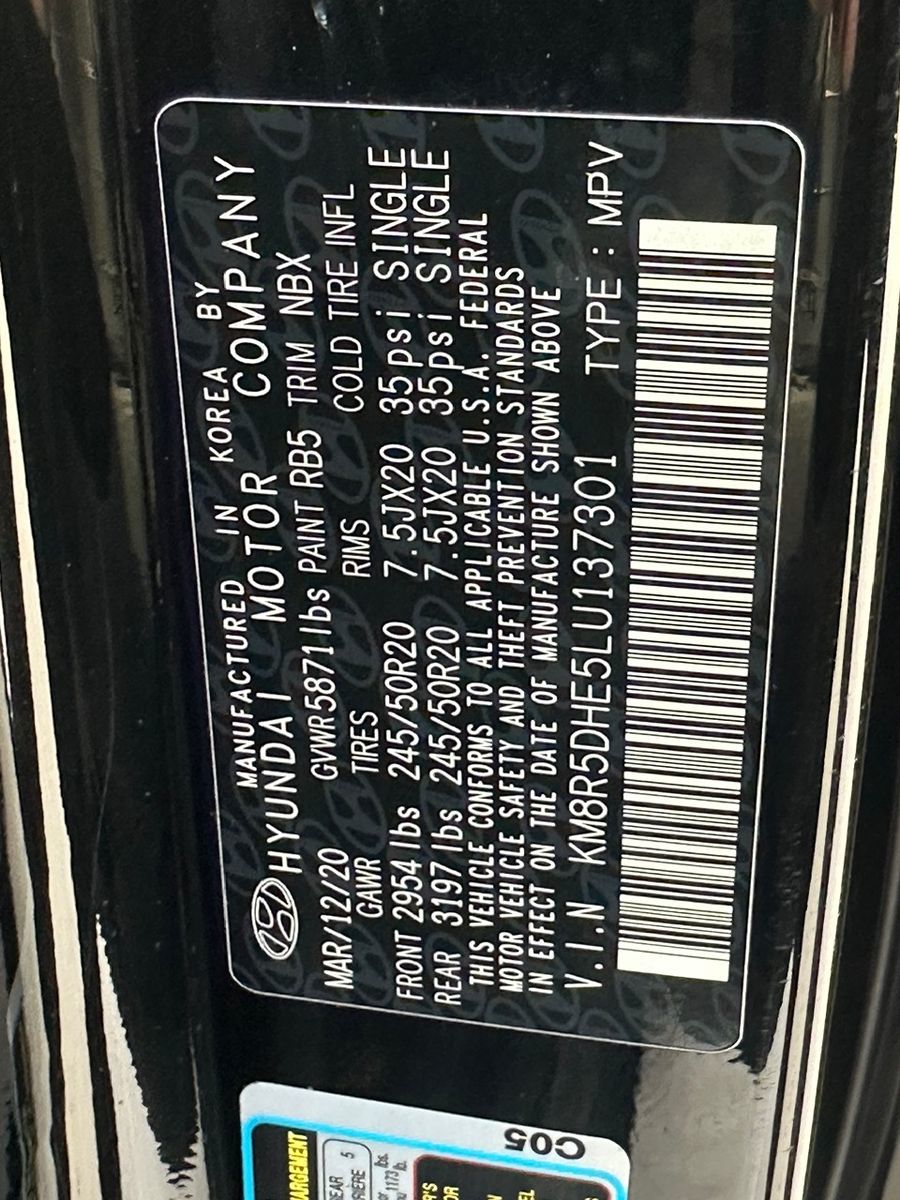 MANUFACTURED IN KOREA BY
HYUNDAI MOTOR COMPANY
MAR/12/20 GVWR5871lbs PAINT RB5 TRIM NBX
GAWR TIRES RIMS COLD TIRE INFL
FRONT 2954 lbs 245/50R20 7.5JX20 35psi SINGLE
REAR 3197 lbs 245/50R20 7.5JX20 35psi SINGLE
THIS VEHICLE CONFORMS TO ALL APPLICABLE U.S.A. FEDERAL
MOTOR VEHICLE SAFETY AND THEFT PREVENTION STANDARDS
IN EFFECT ON THE DATE OF MANUFACTURE SHOWN ABOVE
V.I.N KM8R5DHE5LU137301 TYPE : MPV
C05
5
1173